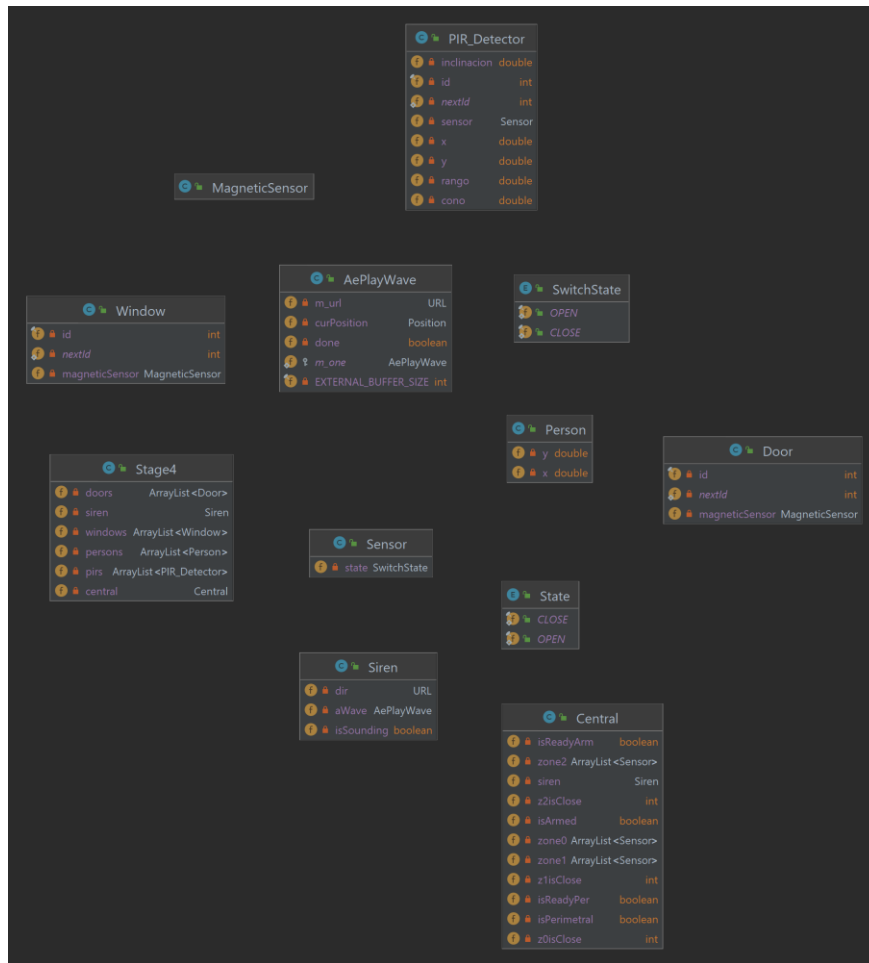 PIR_Detector
inclinacion double
id int
nextId int
sensor Sensor
x double
y double
rango double
cono double
MagneticSensor
AePlayWave
m_url URL
curPosition Position
done boolean
m_one AePlayWave
EXTERNAL_BUFFER_SIZE int
SwitchState
OPEN
CLOSE
Window
id int
nextId int
magneticSensor MagneticSensor
Person
y double
x double
Door
id int
nextId int
magneticSensor MagneticSensor
Stage4
doors ArrayList<Door>
siren Siren
windows ArrayList<Window>
persons ArrayList<Person>
pirs ArrayList<PIR_Detector>
central Central
Sensor
state SwitchState
State
CLOSE
OPEN
Siren
dir URL
aWave AePlayWave
isSounding boolean
Central
isReadyArm boolean
zone2 ArrayList<Sensor>
siren Siren
z2isClose int
isArmed boolean
zone0 ArrayList<Sensor>
zone1 ArrayList<Sensor>
z1isClose int
isReadyPer boolean
isPerimetral boolean
z0isClose int